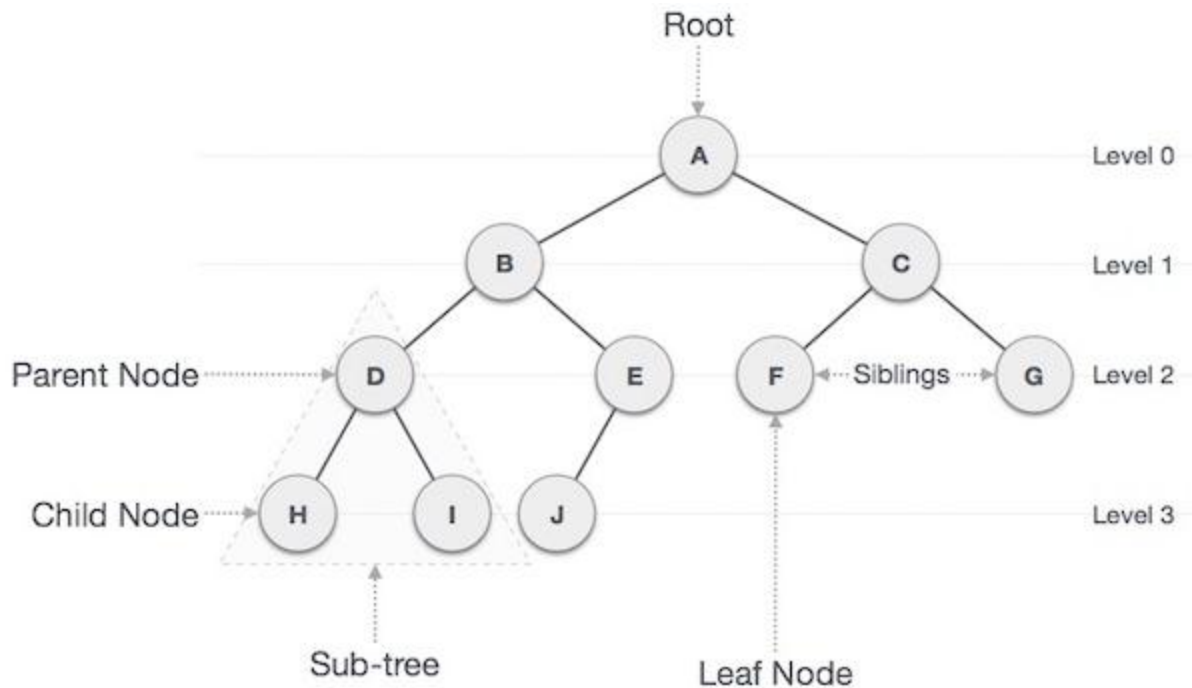 Root
A
Level 0
B
C
Level 1
Parent Node
D
E
F
Siblings
G
Level 2
Child Node
H
I
J
Level 3
Sub-tree
Leaf Node